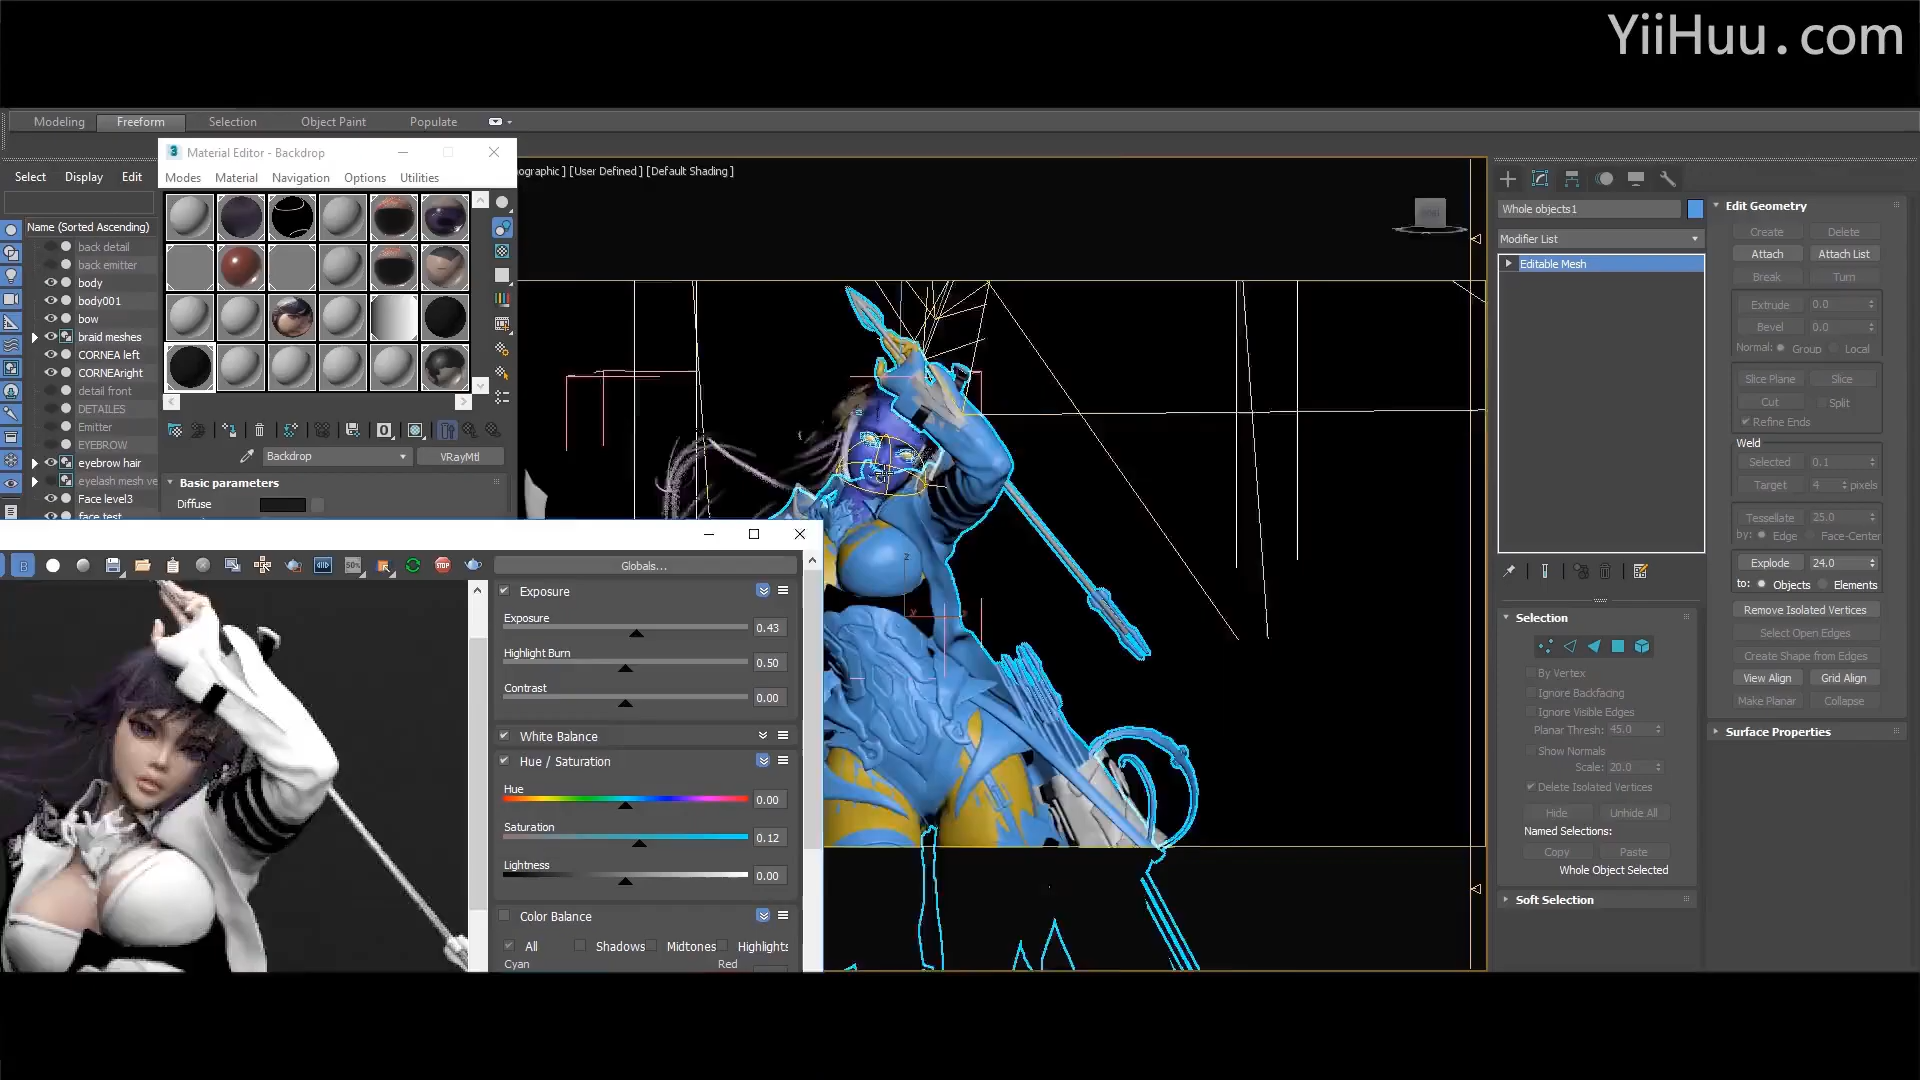 YiiHuu.com
Modeling Freeform Selection Object Paint Populate
3 Material Editor - Backdrop
Select Display Edit
Modes Material Navigation Options Utilities
ographic ] [User Defined ] [Default Shading ]
Name (Sorted Ascending)
back detail
back emitter
body
body001
bow
braid meshes
CORNEA left
CORNEAright
detail front
DETAILES
Emitter
EYEBROW
eyebrow hair
eyelash mesh ve
Face level3
face test
Backdrop VRayMtl
Basic parameters
Diffuse
B 50% STOP
Globals...
Exposure
Exposure 0.43
Highlight Burn 0.50
Contrast 0.00
White Balance
Hue / Saturation
Hue 0.00
Saturation 0.12
Lightness 0.00
Color Balance
All Shadows Midtones Highlights
Cyan Red
z
x
Whole objects1
Modifier List
Editable Mesh
Selection
By Vertex
Ignore Backfacing
Ignore Visible Edges
Planar Thresh: 45.0
Show Normals
Scale: 20.0
Delete Isolated Vertices
Hide Unhide All
Named Selections:
Copy Paste
Whole Object Selected
Soft Selection
Edit Geometry
Create Delete
Attach Attach List
Break Turn
Extrude 0.0
Bevel 0.0
Normal: Group Local
Slice Plane Slice
Cut Split
Refine Ends
Weld
Selected 0.1
Target 4 pixels
Tessellate 25.0
by: Edge Face-Center
Explode 24.0
to: Objects Elements
Remove Isolated Vertices
Select Open Edges
Create Shape from Edges
View Align Grid Align
Make Planar Collapse
Surface Properties